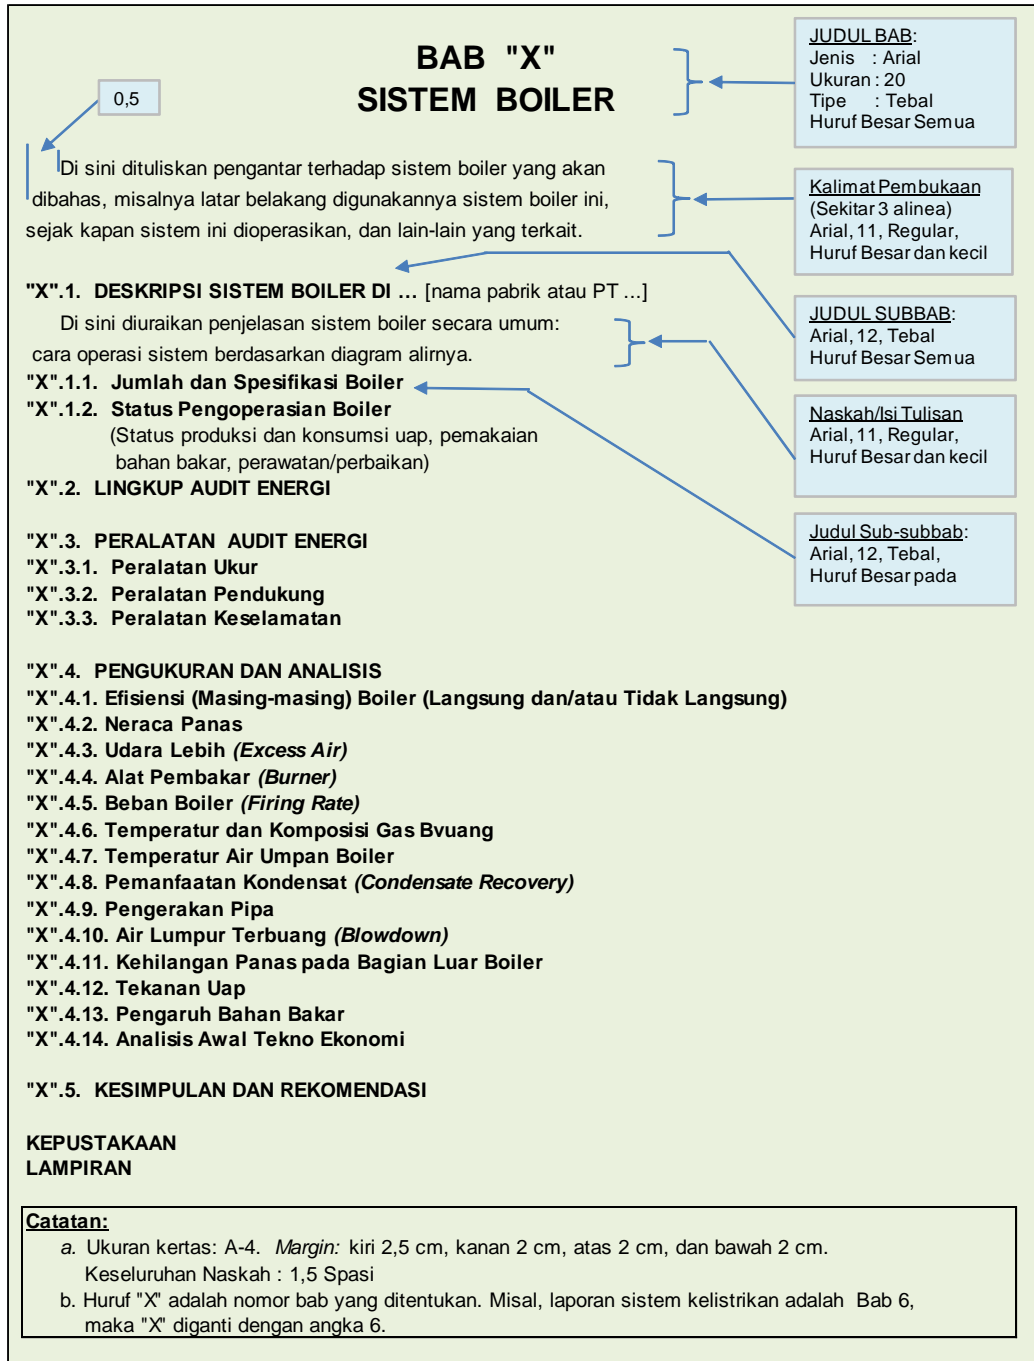 BAB "X"
SISTEM BOILER
0,5
JUDUL BAB:
Jenis : Arial
Ukuran : 20
Tipe : Tebal
Huruf Besar Semua
Di sini dituliskan pengantar terhadap sistem boiler yang akan
dibahas, misalnya latar belakang digunakannya sistem boiler ini,
sejak kapan sistem ini dioperasikan, dan lain-lain yang terkait.
Kalimat Pembukaan
(Sekitar 3 alinea)
Arial, 11, Regular,
Huruf Besar dan kecil
"X".1. DESKRIPSI SISTEM BOILER DI … [nama pabrik atau PT …]
Di sini diuraikan penjelasan sistem boiler secara umum:
cara operasi sistem berdasarkan diagram alirnya.
JUDUL SUBBAB:
Arial, 12, Tebal
Huruf Besar Semua
"X".1.1. Jumlah dan Spesifikasi Boiler
"X".1.2. Status Pengoperasian Boiler
(Status produksi dan konsumsi uap, pemakaian
bahan bakar, perawatan/perbaikan)
Naskah/Isi Tulisan
Arial, 11, Regular,
Huruf Besar dan kecil
"X".2. LINGKUP AUDIT ENERGI
"X".3. PERALATAN AUDIT ENERGI
"X".3.1. Peralatan Ukur
"X".3.2. Peralatan Pendukung
"X".3.3. Peralatan Keselamatan
Judul Sub-subbab:
Arial, 12, Tebal,
Huruf Besar pada
"X".4. PENGUKURAN DAN ANALISIS
"X".4.1. Efisiensi (Masing-masing) Boiler (Langsung dan/atau Tidak Langsung)
"X".4.2. Neraca Panas
"X".4.3. Udara Lebih (Excess Air)
"X".4.4. Alat Pembakar (Burner)
"X".4.5. Beban Boiler (Firing Rate)
"X".4.6. Temperatur dan Komposisi Gas Bvuang
"X".4.7. Temperatur Air Umpan Boiler
"X".4.8. Pemanfaatan Kondensat (Condensate Recovery)
"X".4.9. Pengerakan Pipa
"X".4.10. Air Lumpur Terbuang (Blowdown)
"X".4.11. Kehilangan Panas pada Bagian Luar Boiler
"X".4.12. Tekanan Uap
"X".4.13. Pengaruh Bahan Bakar
"X".4.14. Analisis Awal Tekno Ekonomi
"X".5. KESIMPULAN DAN REKOMENDASI
KEPUSTAKAAN
LAMPIRAN
Catatan:
a. Ukuran kertas: A-4. Margin: kiri 2,5 cm, kanan 2 cm, atas 2 cm, dan bawah 2 cm.
Keseluruhan Naskah : 1,5 Spasi
b. Huruf "X" adalah nomor bab yang ditentukan. Misal, laporan sistem kelistrikan adalah Bab 6,
maka "X" diganti dengan angka 6.